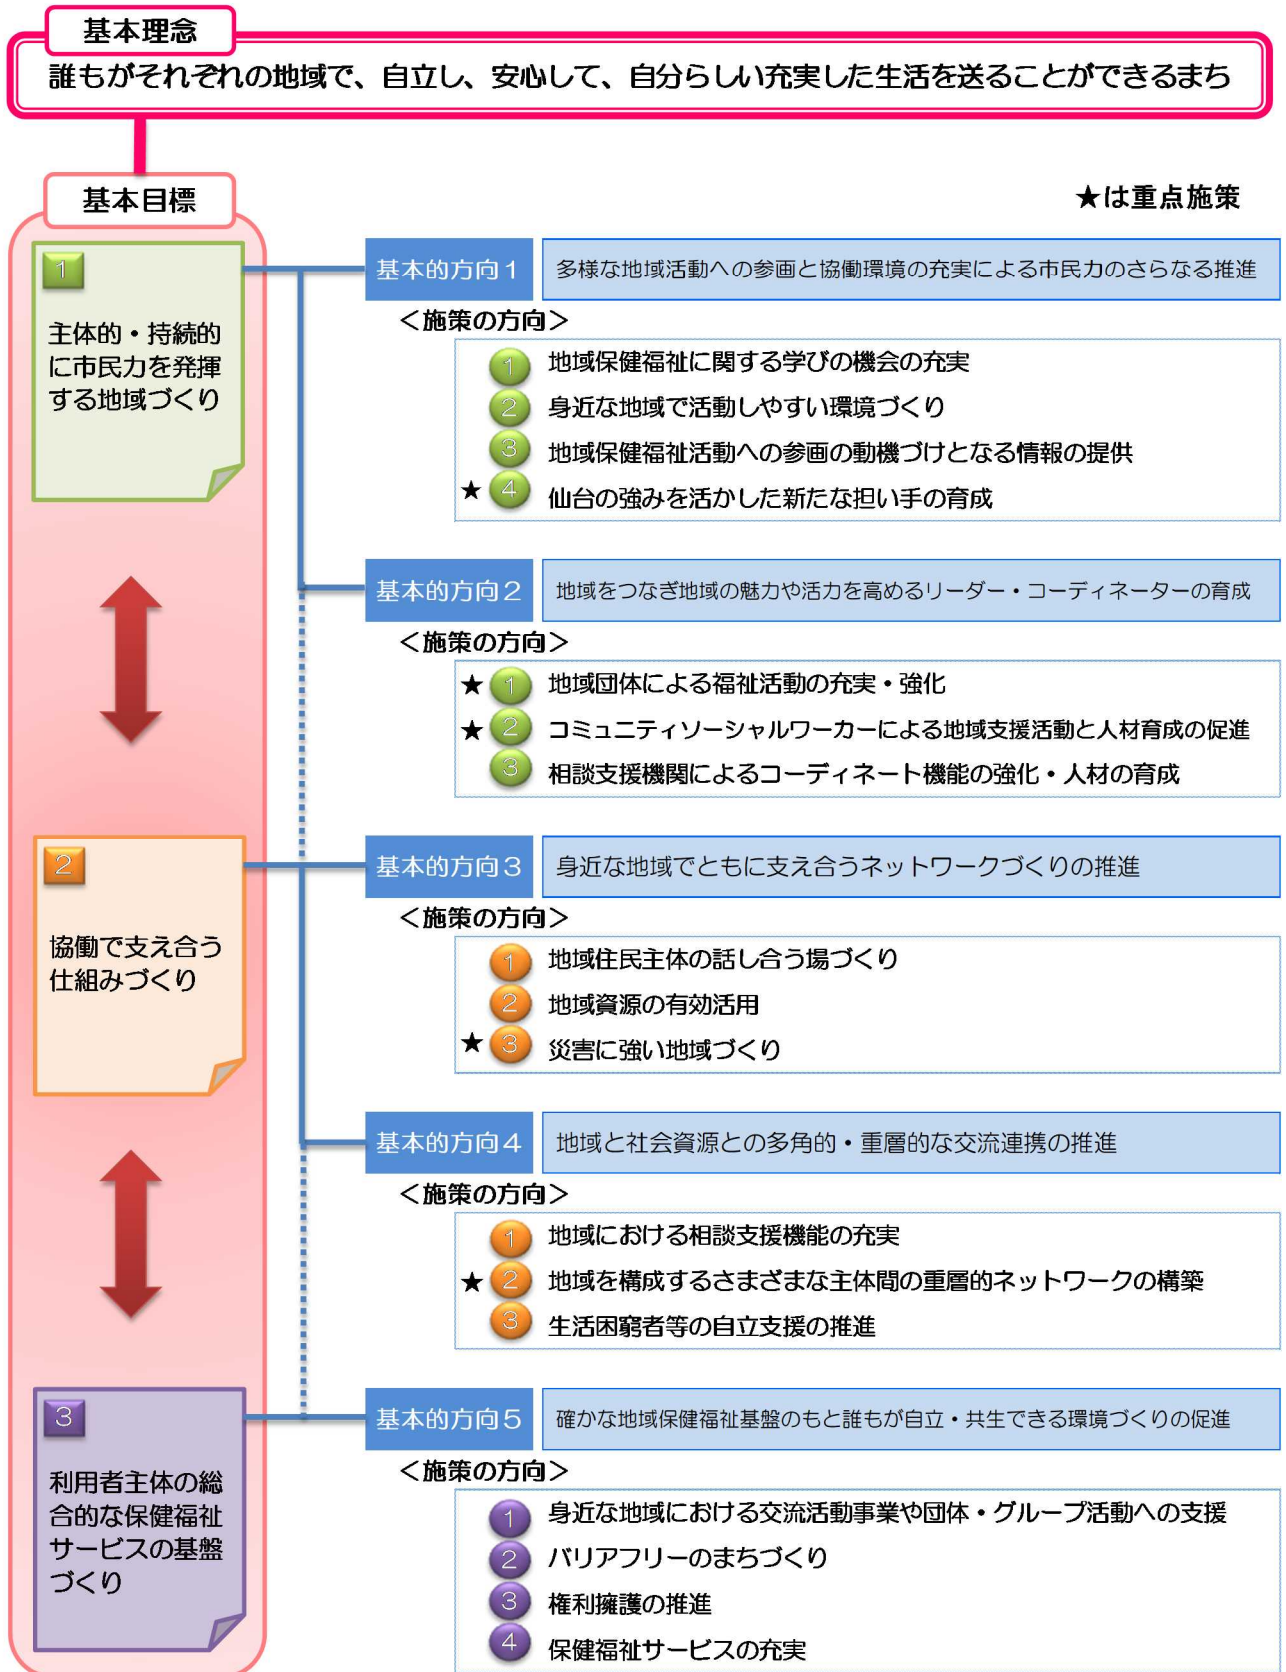 基本理念
誰もがそれぞれの地域で、自立し、安心して、自分らしい充実した生活を送ることができるまち
基本目標
★は重点施策
1
主体的・持続的
に市民力を発揮
する地域づくり
基本的方向1
多様な地域活動への参画と協働環境の充実による市民力のさらなる推進
＜施策の方向＞
1 地域保健福祉に関する学びの機会の充実
2 身近な地域で活動しやすい環境づくり
3 地域保健福祉活動への参画の動機づけとなる情報の提供
★ 4 仙台の強みを活かした新たな担い手の育成
基本的方向2
地域をつなぎ地域の魅力や活力を高めるリーダー・コーディネーターの育成
＜施策の方向＞
★ 1 地域団体による福祉活動の充実・強化
★ 2 コミュニティソーシャルワーカーによる地域支援活動と人材育成の促進
3 相談支援機関によるコーディネート機能の強化・人材の育成
2
協働で支え合う
仕組みづくり
基本的方向3
身近な地域でともに支え合うネットワークづくりの推進
＜施策の方向＞
1 地域住民主体の話し合う場づくり
2 地域資源の有効活用
★ 3 災害に強い地域づくり
基本的方向4
地域と社会資源との多角的・重層的な交流連携の推進
＜施策の方向＞
1 地域における相談支援機能の充実
★ 2 地域を構成するさまざまな主体間の重層的ネットワークの構築
3 生活困窮者等の自立支援の推進
3
利用者主体の総
合的な保健福祉
サービスの基盤
づくり
基本的方向5
確かな地域保健福祉基盤のもと誰もが自立・共生できる環境づくりの促進
＜施策の方向＞
1 身近な地域における交流活動事業や団体・グループ活動への支援
2 バリアフリーのまちづくり
3 権利擁護の推進
4 保健福祉サービスの充実